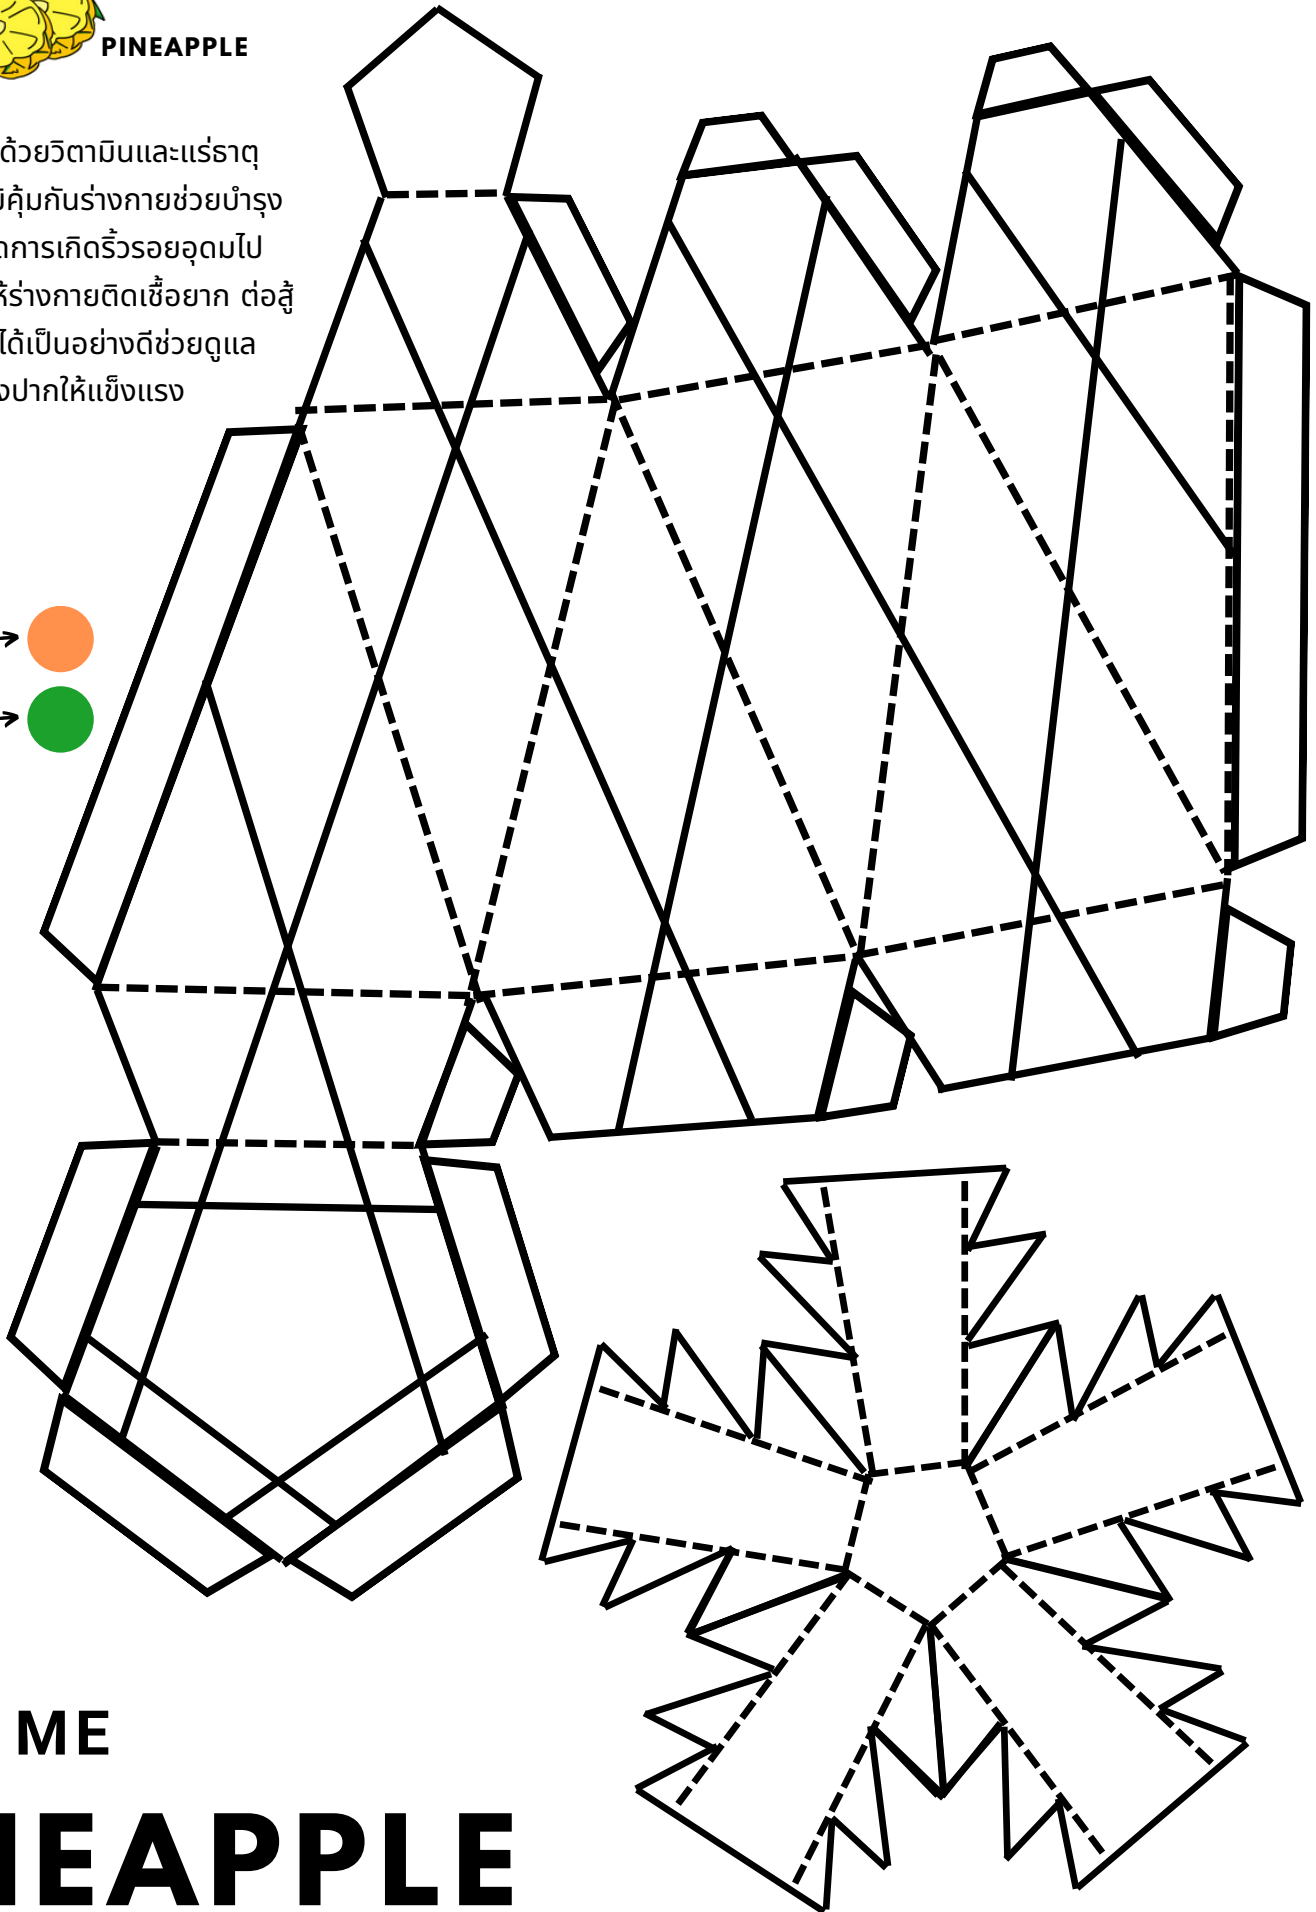 PINEAPPLE
ด้วยวิตามินและแร่ธาตุ
คุ้มกันร่างกายช่วยบำรุง
การเกิดริ้วรอยอุดมไป
ร่างกายติดเชื้อยาก ต่อสู้
ได้เป็นอย่างดีช่วยดูแล
ปากให้แข็งแรง
ME
NEAPPLE